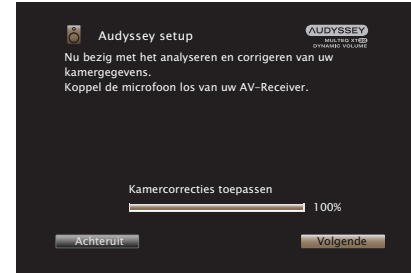 Audyssey setup
AUDYSSEY
MULTEQ XT32
DYNAMIC VOLUME
Nu bezig met het analyseren en corrigeren van uw
kamergegevens.
Koppel de microfoon los van uw AV-Receiver.
Kamercorrecties toepassen
100%
Achteruit
Volgende